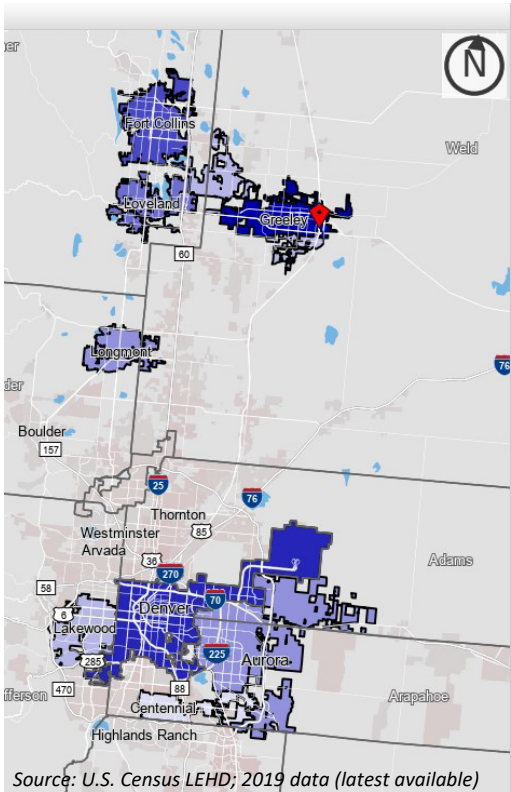 N
Fort Collins
Weld
Loveland
Greeley
60
Longmont
76
Boulder
157
25
Thornton
76
85
Westminster
Arvada
36
Adams
270
58
70
6
Denver
Lakewood
225
Aurora
285
470
88
Arapahoe
Centennial
Highlands Ranch
Source: U.S. Census LEHD; 2019 data (latest available)